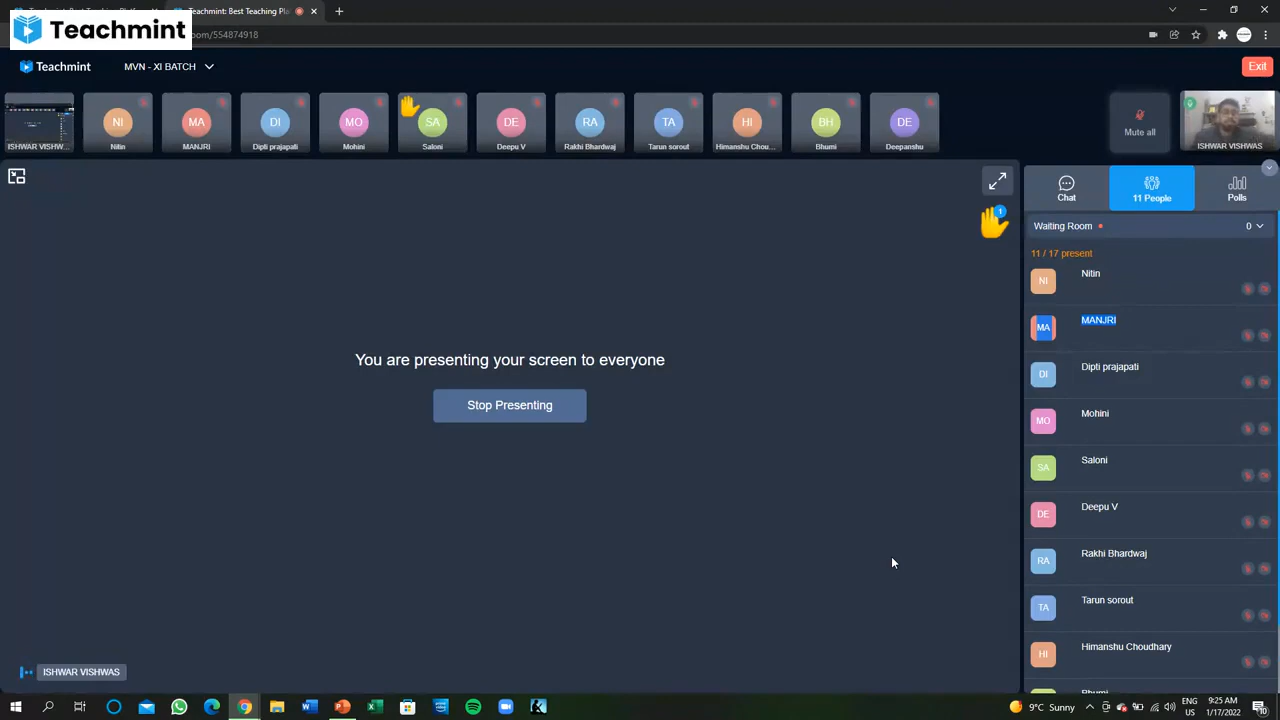 Teachmint: Best Teaching Pla
Teachmint
om/554874918
Teachmint
MVN - XI BATCH
Exit
ISHWAR VISHW...
NI
Nitin
MA
MANJRI
DI
Dipti prajapati
MO
Mohini
SA
Saloni
DE
Deepu V
RA
Rakhi Bhardwaj
TA
Tarun sorout
HI
Himanshu Chou...
BH
Bhumi
DE
Deepanshu
Mute all
ISHWAR VISHWAS
Chat
11 People
Polls
1
Waiting Room
0
11 / 17 present
NI
Nitin
MA
MANJRI
DI
Dipti prajapati
MO
Mohini
SA
Saloni
DE
Deepu V
RA
Rakhi Bhardwaj
TA
Tarun sorout
HI
Himanshu Choudhary
Bhumi
You are presenting your screen to everyone
Stop Presenting
ISHWAR VISHWAS
9°C Sunny
ENG
US
9:25 AM
1/17/2022
10